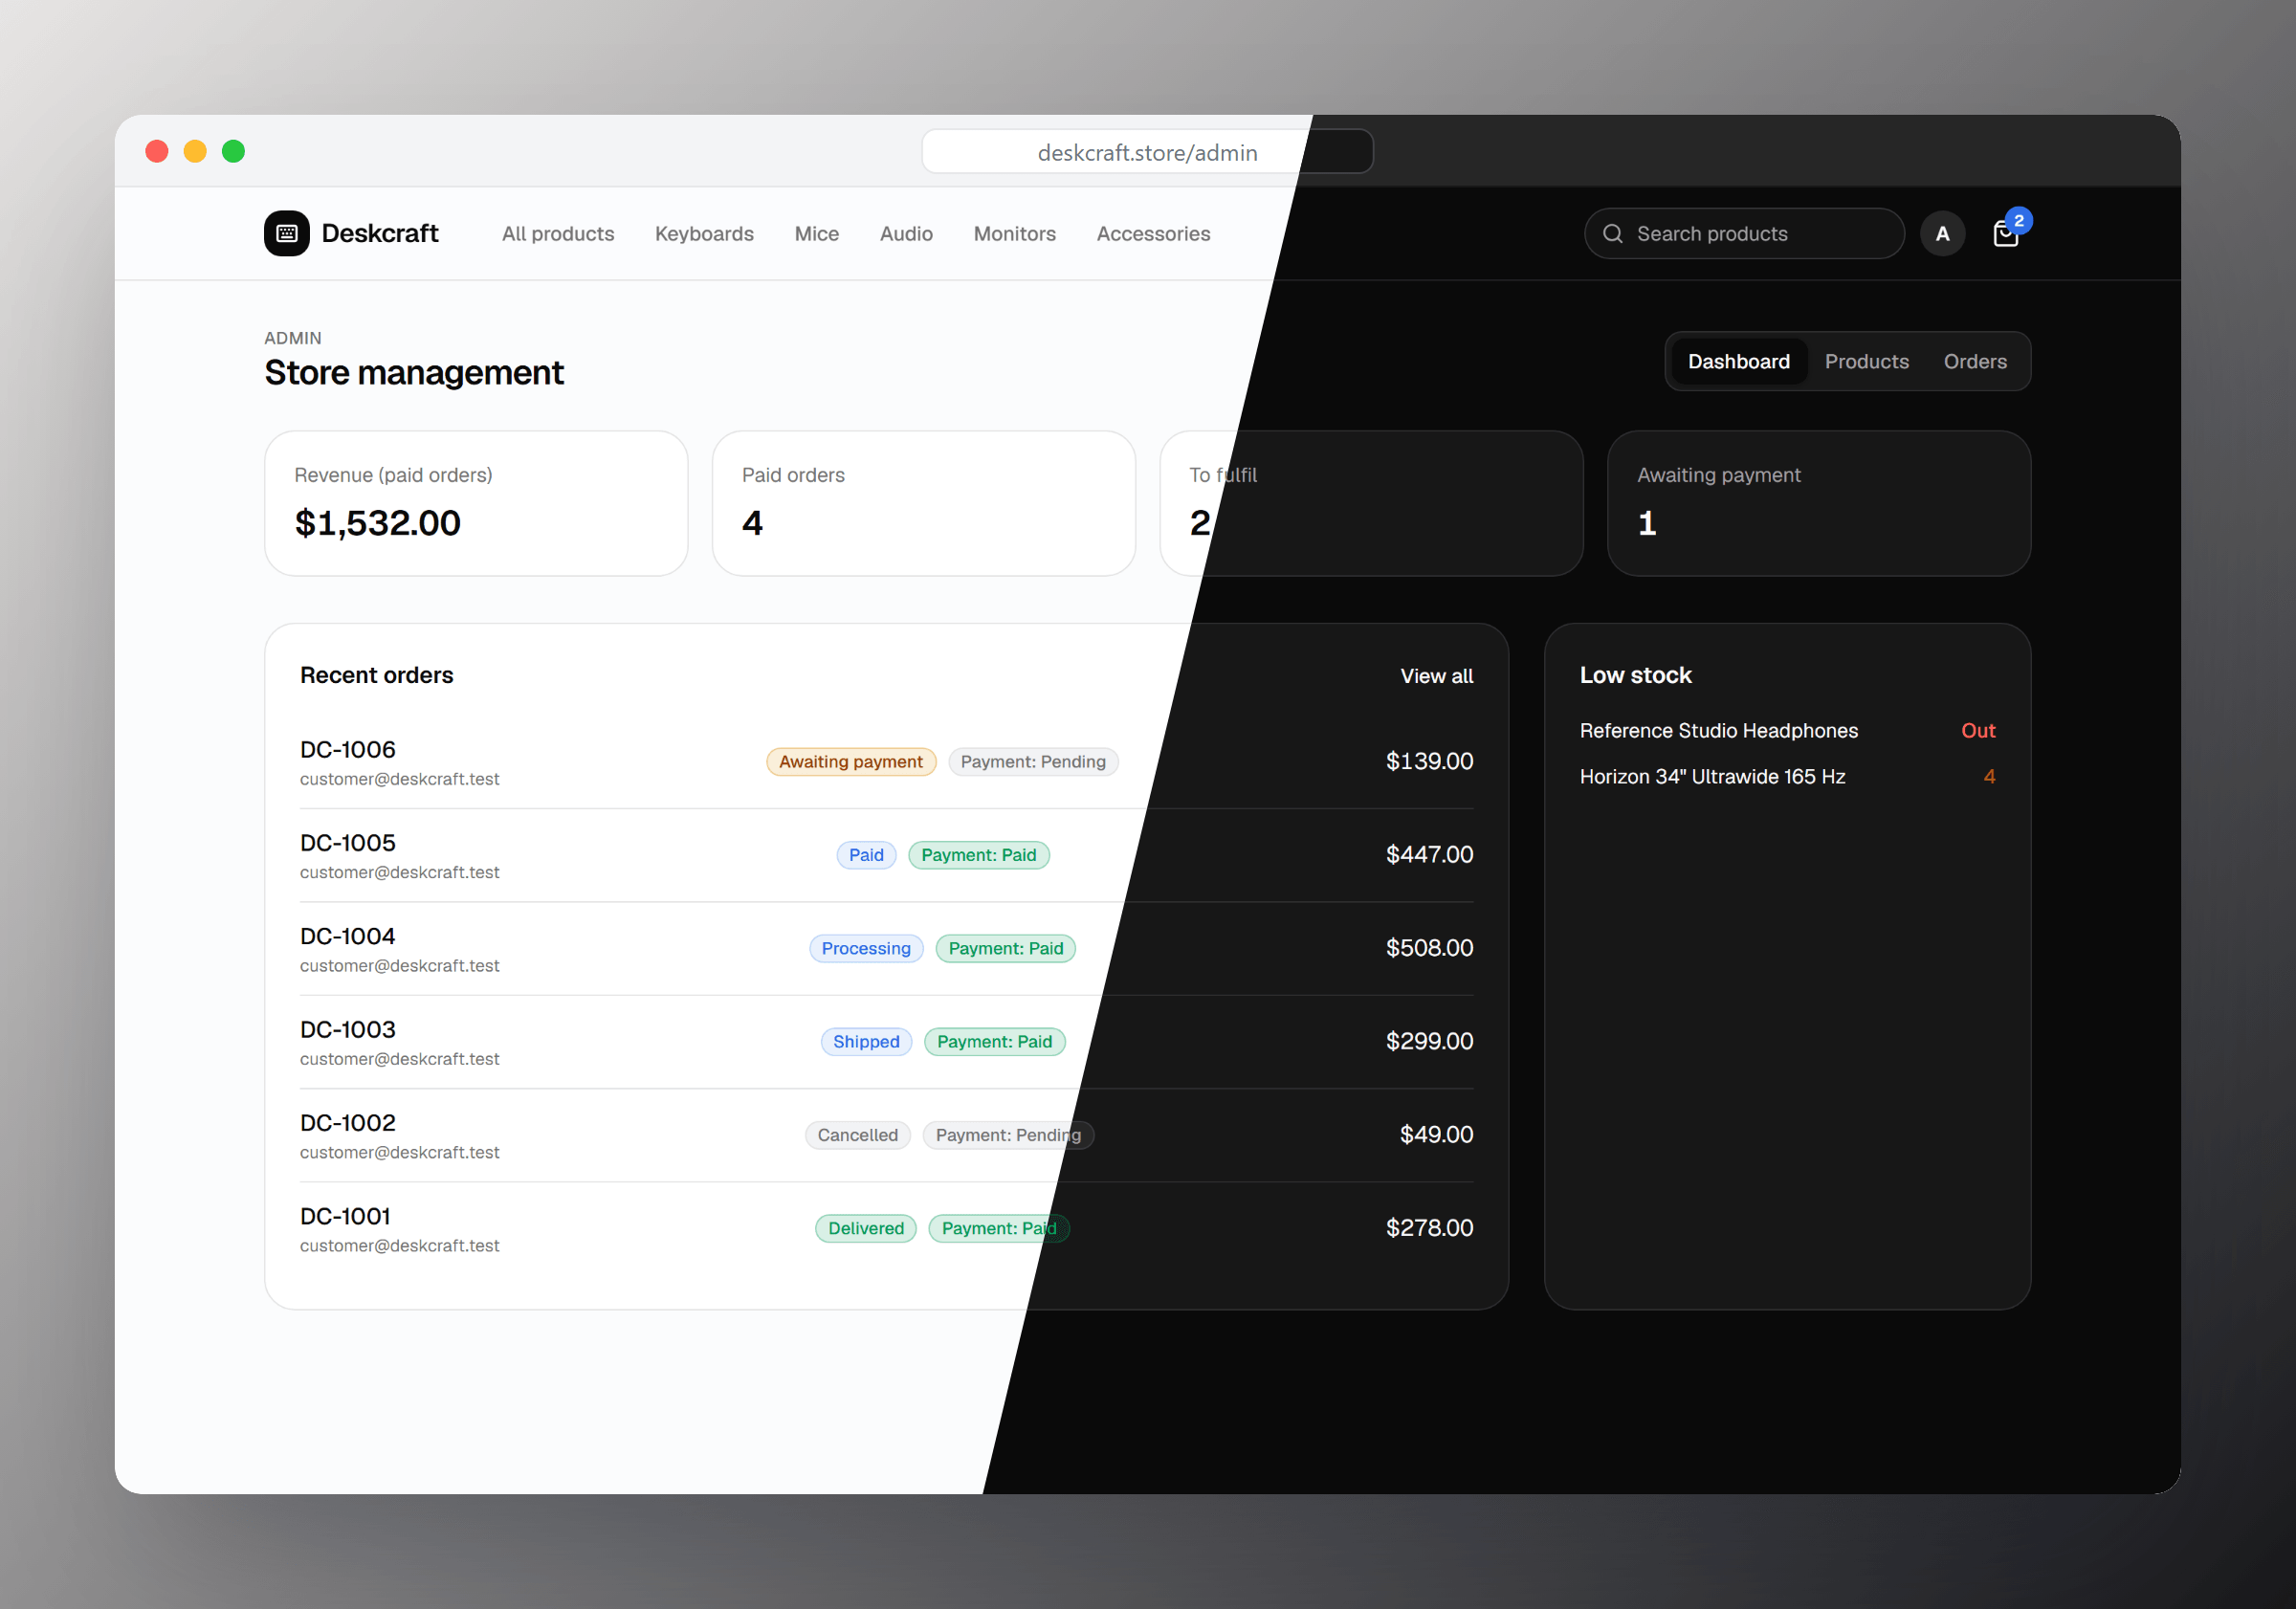 deskcraft.store/admin
Deskcraft All products Keyboards Mice Audio Monitors Accessories Search products A 2
ADMIN
Store management
Dashboard Products Orders
Revenue (paid orders) Paid orders To fulfil Awaiting payment
$1,532.00 4 2 1
Recent orders View all
DC-1006
customer@deskcraft.test
Awaiting payment Payment: Pending $139.00
DC-1005
customer@deskcraft.test
Paid Payment: Paid $447.00
DC-1004
customer@deskcraft.test
Processing Payment: Paid $508.00
DC-1003
customer@deskcraft.test
Shipped Payment: Paid $299.00
DC-1002
customer@deskcraft.test
Cancelled Payment: Pending $49.00
DC-1001
customer@deskcraft.test
Delivered Payment: Paid $278.00
Low stock
Reference Studio Headphones Out
Horizon 34" Ultrawide 165 Hz 4